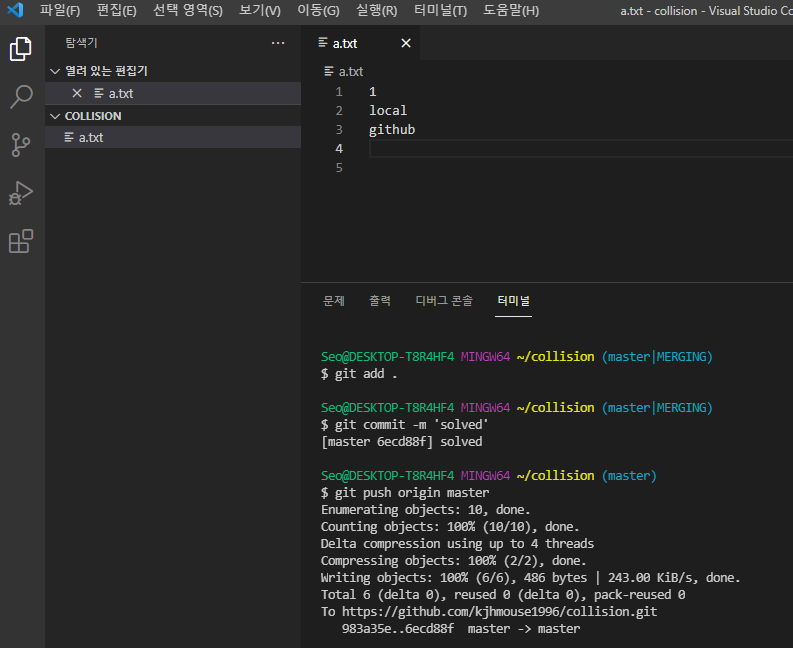 파일(F) 편집(E) 선택 영역(S) 보기(V) 이동(G) 실행(R) 터미널(T) 도움말(H) a.txt - collision - Visual Studio Co
탐색기 ···
열려 있는 편집기
a.txt
COLLISION
a.txt
a.txt
a.txt
1 1
2 local
3 github
4
5
문제 출력 디버그 콘솔 터미널
Seo@DESKTOP-T8R4HF4 MINGW64 ~/collision (master|MERGING)
$ git add .
Seo@DESKTOP-T8R4HF4 MINGW64 ~/collision (master|MERGING)
$ git commit -m 'solved'
[master 6ecd88f] solved
Seo@DESKTOP-T8R4HF4 MINGW64 ~/collision (master)
$ git push origin master
Enumerating objects: 10, done.
Counting objects: 100% (10/10), done.
Delta compression using up to 4 threads
Compressing objects: 100% (2/2), done.
Writing objects: 100% (6/6), 486 bytes | 243.00 KiB/s, done.
Total 6 (delta 0), reused 0 (delta 0), pack-reused 0
To https://github.com/kjhmouse1996/collision.git
983a35e..6ecd88f master -> master